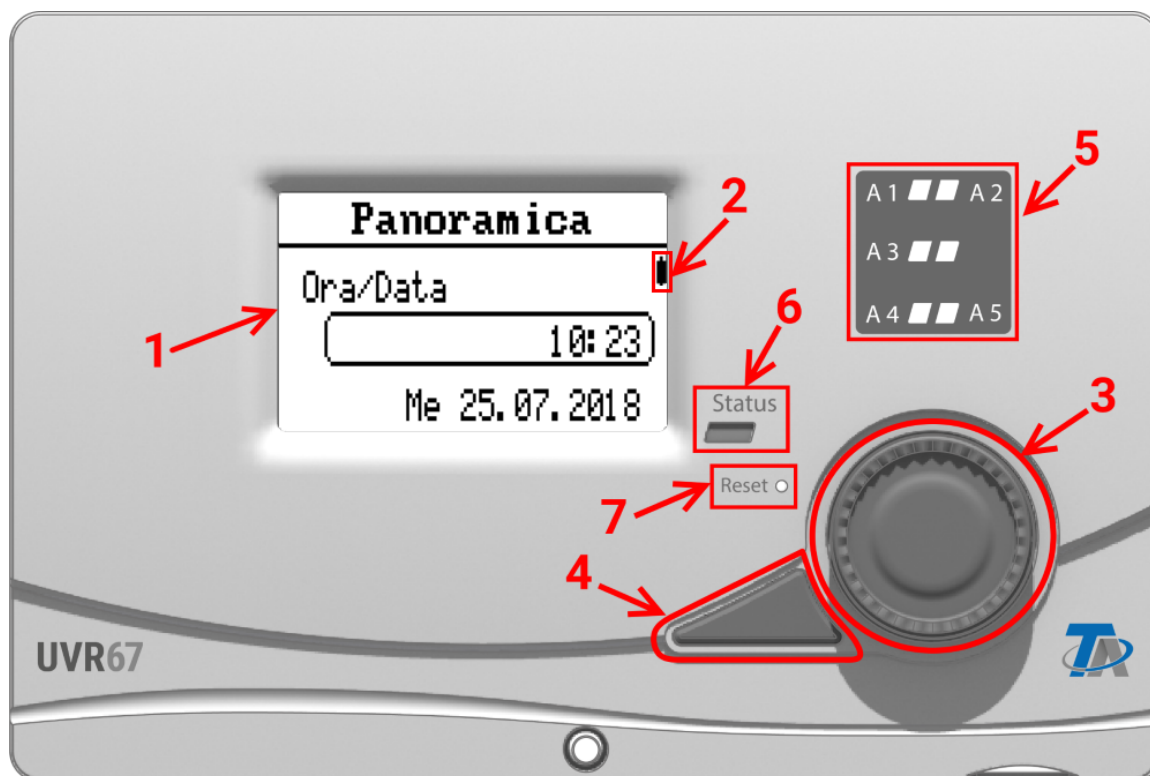 Panoramica
Ora/Data
10:23
Me 25.07.2018
1
2
A1 A2
A3
A4 A5
5
6
Status
3
Reset
7
4
UVR67
TA